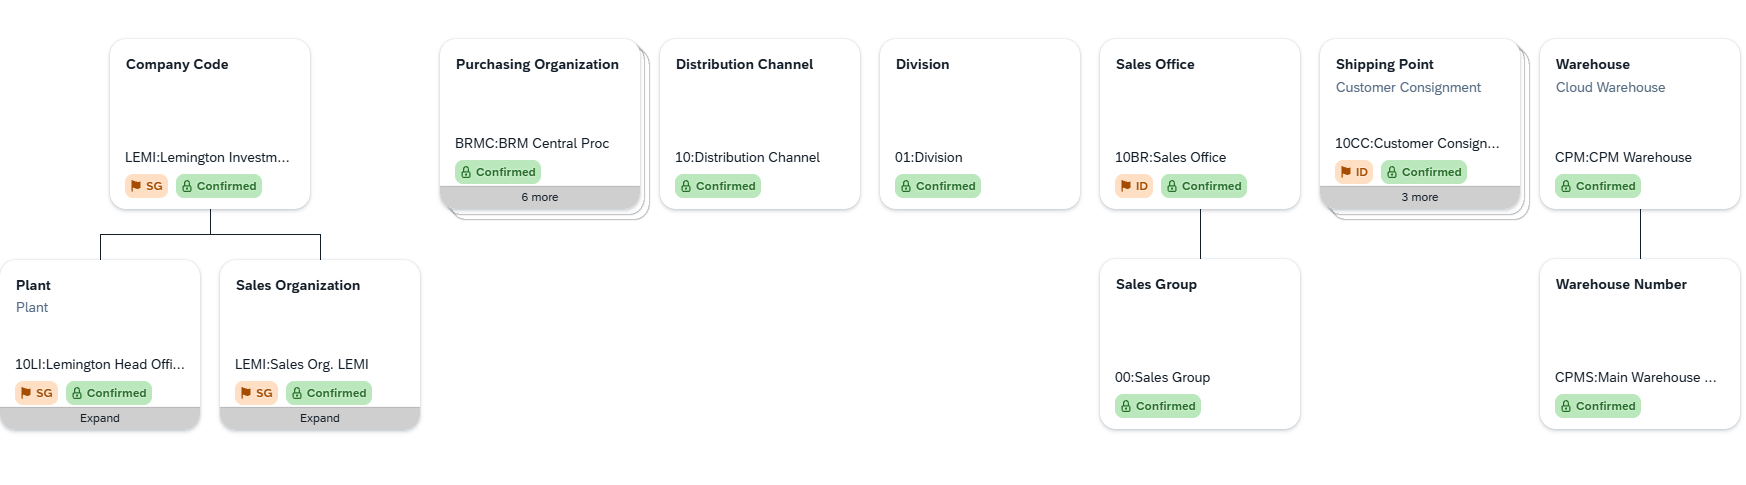 Company Code
LEMI:Lemington Investm...
SG Confirmed
Purchasing Organization
BRMC:BRM Central Proc
Confirmed
6 more
Distribution Channel
10:Distribution Channel
Confirmed
Division
01:Division
Confirmed
Sales Office
10BR:Sales Office
ID Confirmed
Shipping Point
Customer Consignment
10CC:Customer Consign...
ID Confirmed
3 more
Warehouse
Cloud Warehouse
CPM:CPM Warehouse
Confirmed
Plant
Plant
10LI:Lemington Head Offi...
SG Confirmed
Expand
Sales Organization
LEMI:Sales Org. LEMI
SG Confirmed
Expand
Sales Group
00:Sales Group
Confirmed
Warehouse Number
CPMS:Main Warehouse ...
Confirmed